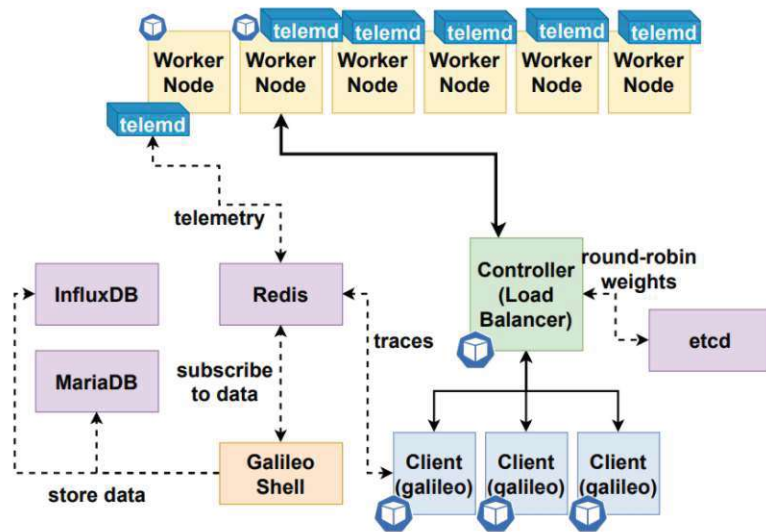 telemd
telemd
telemd
telemd
telemd
Worker
Node
Worker
Node
Worker
Node
Worker
Node
Worker
Node
Worker
Node
telemd
telemetry
InfluxDB
Redis
Controller
(Load
Balancer)
round-robin
weights
etcd
MariaDB
subscribe
to data
traces
Galileo
Shell
store data
Client
(galileo)
Client
(galileo)
Client
(galileo)